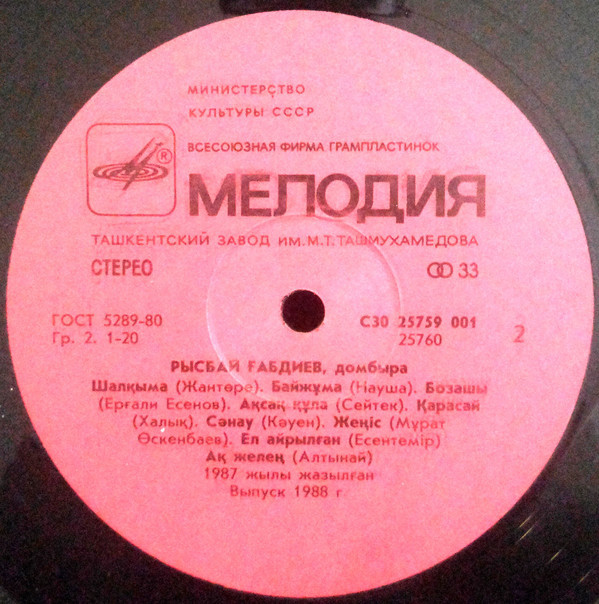 МИНИСТЕРСТВО
КУЛЬТУРЫ СССР
ВСЕСОЮЗНАЯ ФИРМА ГРАМПЛАСТИНОК
®
МЕЛОДИЯ
ТАШКЕНТСКИЙ ЗАВОД ИМ. М.Т. ТАШМУХАМЕДОВА
СТЕРЕО 33
ГОСТ 5289-80 С30 25759 001
Гр. 2. 1-20 25760 2
РЫСБАЙ ҒАБДИЕВ, домбыра
Шалқыма (Жантөре). Байжұма (Науша). Бозашы
(Ерғали Есенов). Ақсақ құла (Сейтек). Қарасай
(Халық). Сәнау (Кәуен). Жеңіс (Мұрат
Өскенбаев). Ел айрылған (Есентемір)
Ақ желең (Алтынай)
1987 жылы жазылған
Выпуск 1988 г.